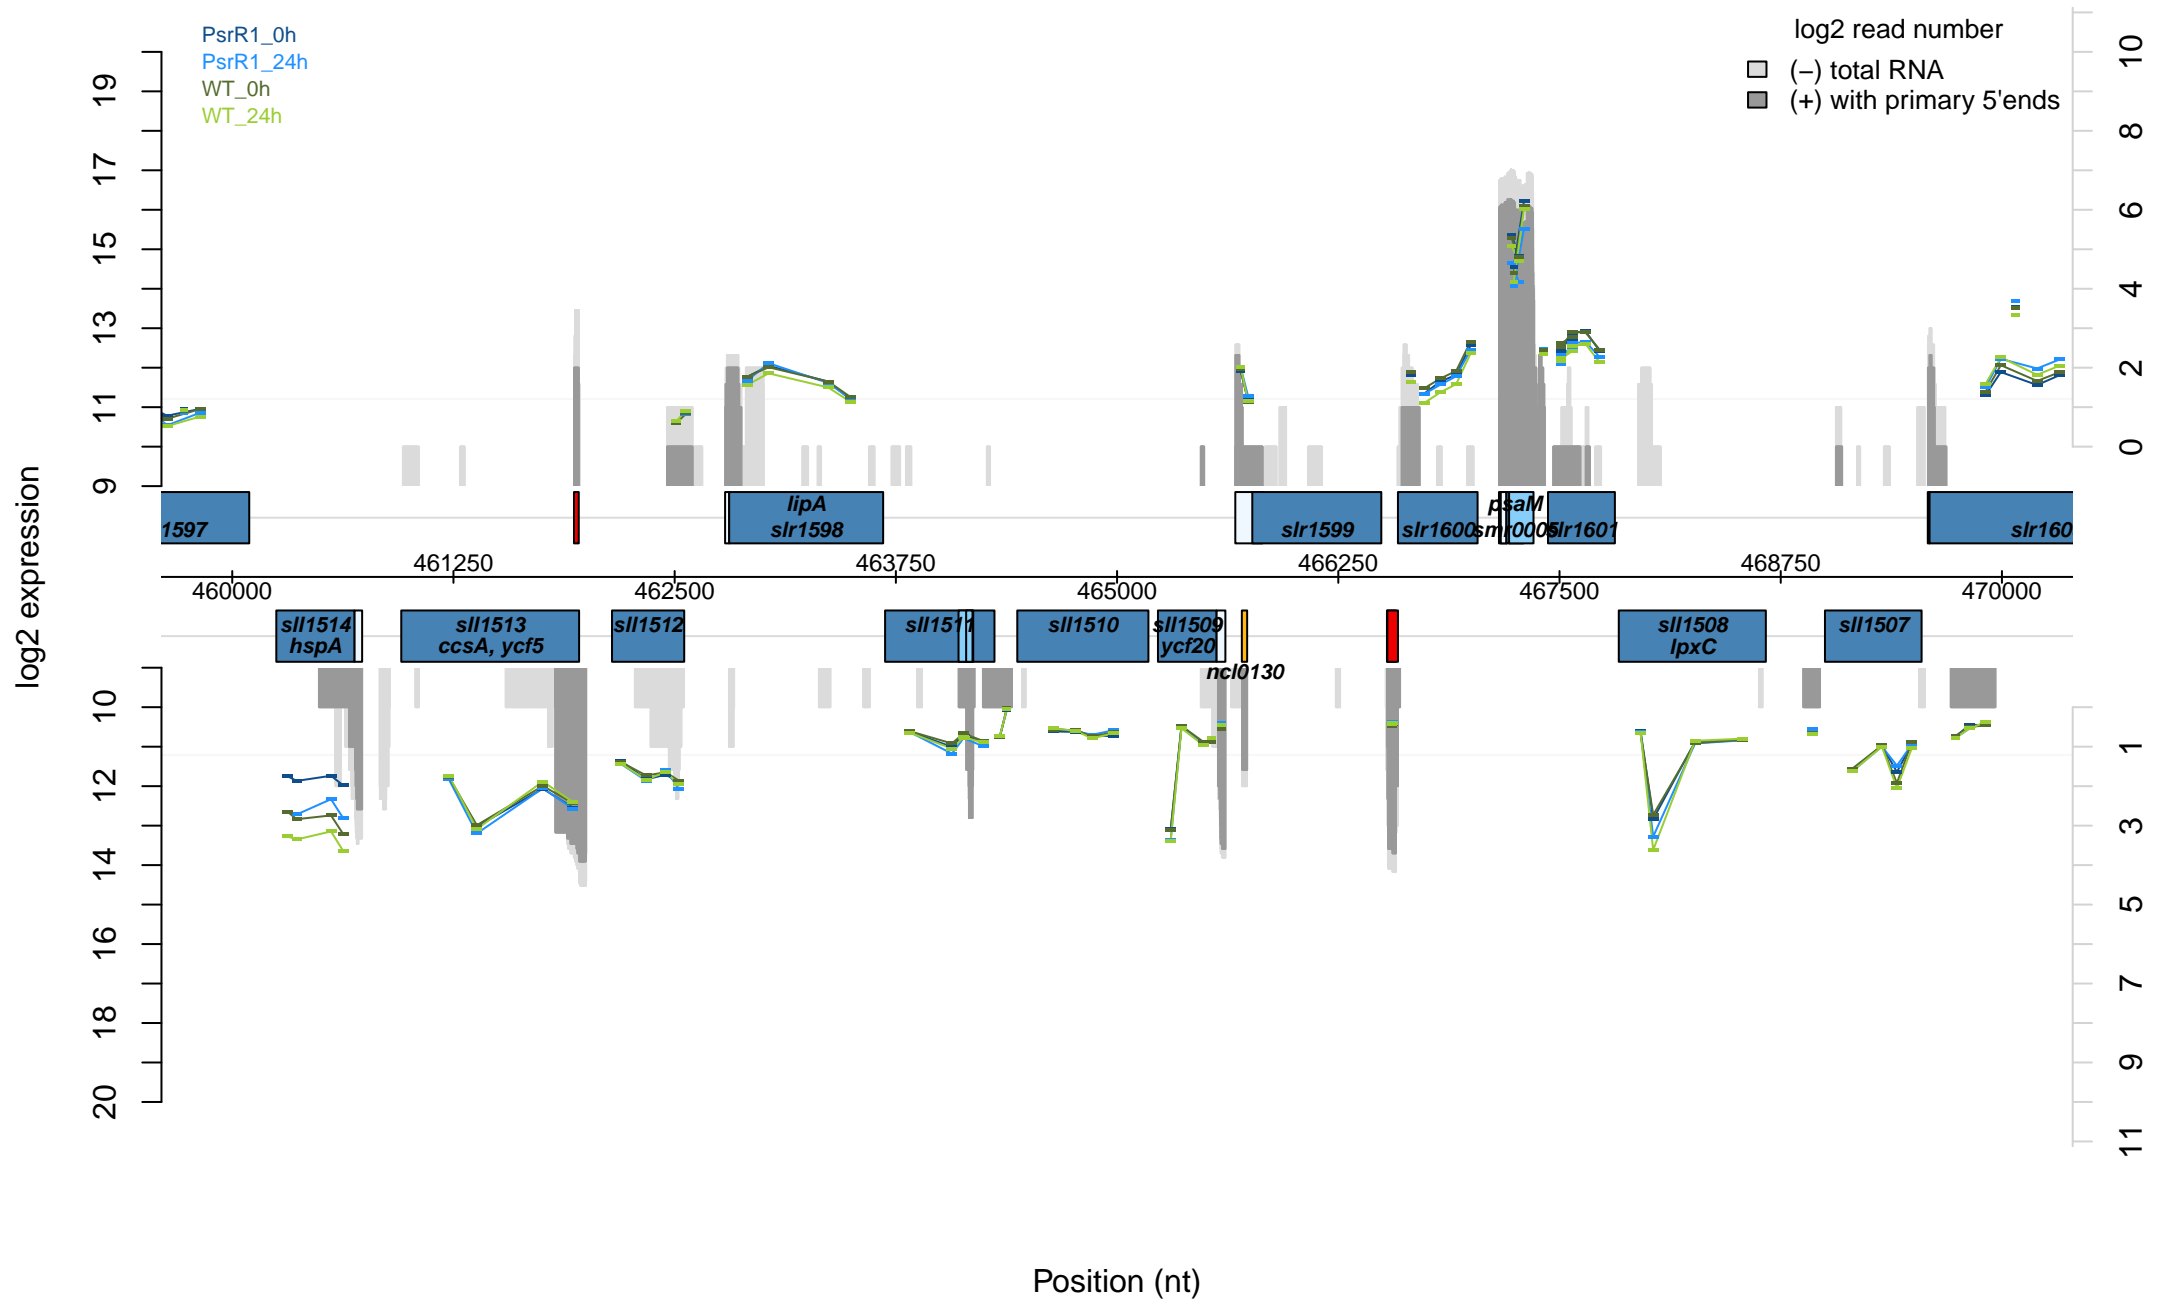 PsrR1_0h
PsrR1_24h
WT_0h
WT_24h
log2 read number
(−) total RNA
(+) with primary 5'ends
19
17
15
13
11
9
10
8
6
4
2
0
log2 expression
1597
lipA
slr1598
slr1599
slr1600
psaM
smr0005
slr1601
slr160
461250
463750
466250
468750
460000
462500
465000
467500
470000
sll1514
hspA
sll1513
ccsA, ycf5
sll1512
sll1511
sll1510
sll1509
ycf20
ncl0130
sll1508
lpxC
sll1507
10
12
14
16
18
20
1
3
5
7
9
11
Position (nt)